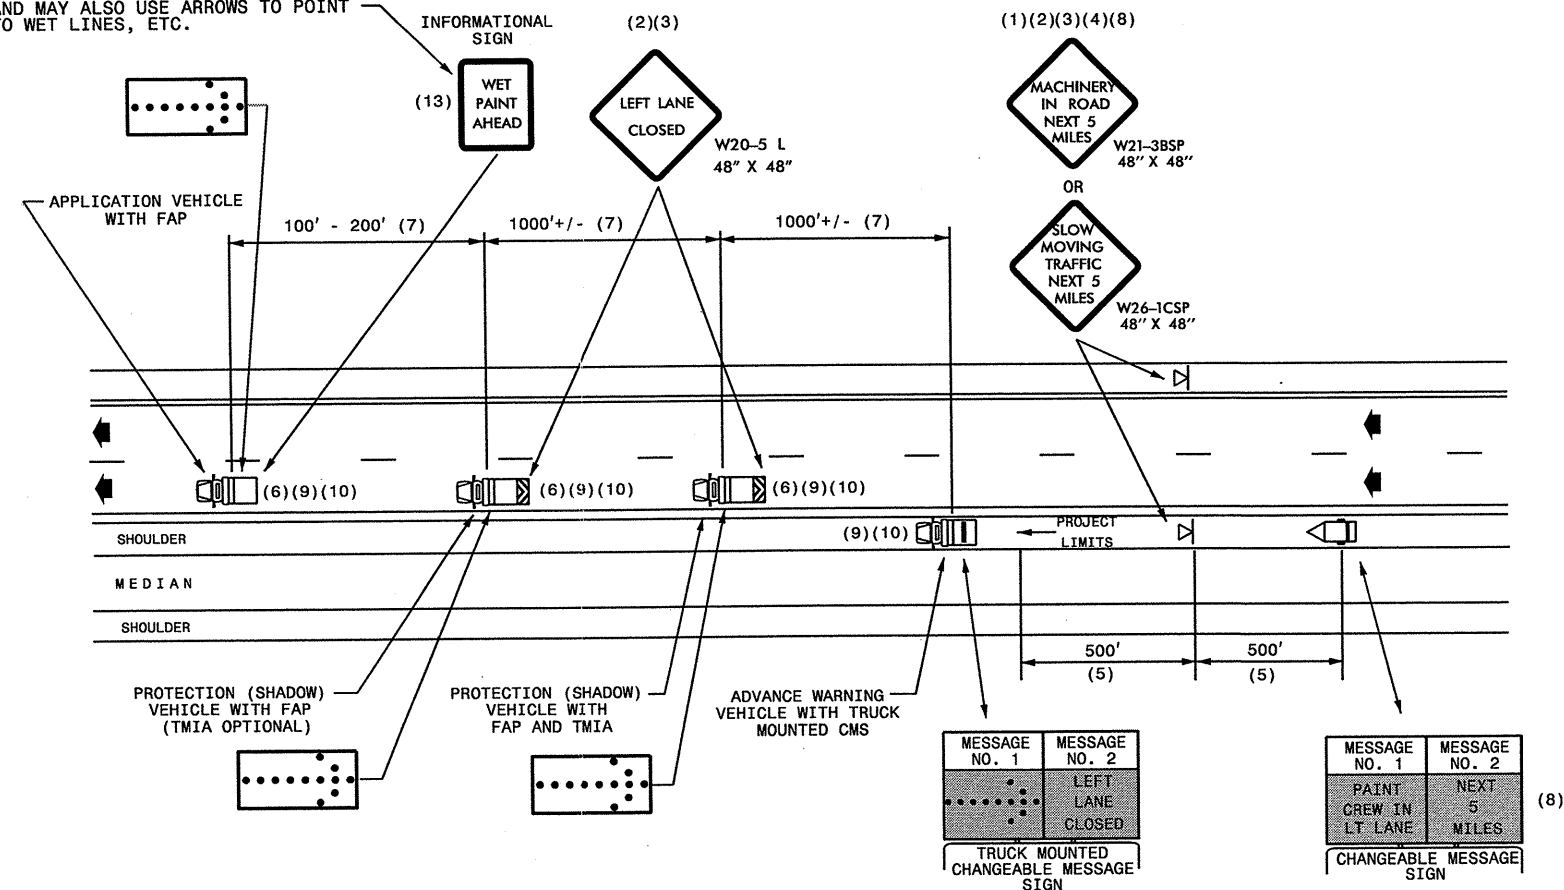 AND MAY ALSO USE ARROWS TO POINT
TO WET LINES, ETC.
INFORMATIONAL
SIGN
(13)
WET
PAINT
AHEAD
(2)(3)
LEFT LANE
CLOSED
W20-5 L
48" X 48"
(1)(2)(3)(4)(8)
MACHINERY
IN ROAD
NEXT 5
MILES
W21-3BSP
48" X 48"
OR
SLOW
MOVING
TRAFFIC
NEXT 5
MILES
W26-1CSP
48" X 48"
APPLICATION VEHICLE
WITH FAP
100' - 200' (7)
1000'+/- (7)
1000'+/- (7)
(6)(9)(10)
(6)(9)(10)
(6)(9)(10)
(9)(10)
PROJECT
LIMITS
SHOULDER
MEDIAN
SHOULDER
500'
(5)
500'
(5)
PROTECTION (SHADOW)
VEHICLE WITH FAP
(TMIA OPTIONAL)
PROTECTION (SHADOW)
VEHICLE WITH
FAP AND TMIA
ADVANCE WARNING
VEHICLE WITH TRUCK
MOUNTED CMS
MESSAGE
NO. 1
MESSAGE
NO. 2
LEFT
LANE
CLOSED
TRUCK MOUNTED
CHANGEABLE MESSAGE
SIGN
MESSAGE
NO. 1
MESSAGE
NO. 2
PAINT
CREW IN
LT LANE
NEXT
5
MILES
(8)
CHANGEABLE MESSAGE
SIGN